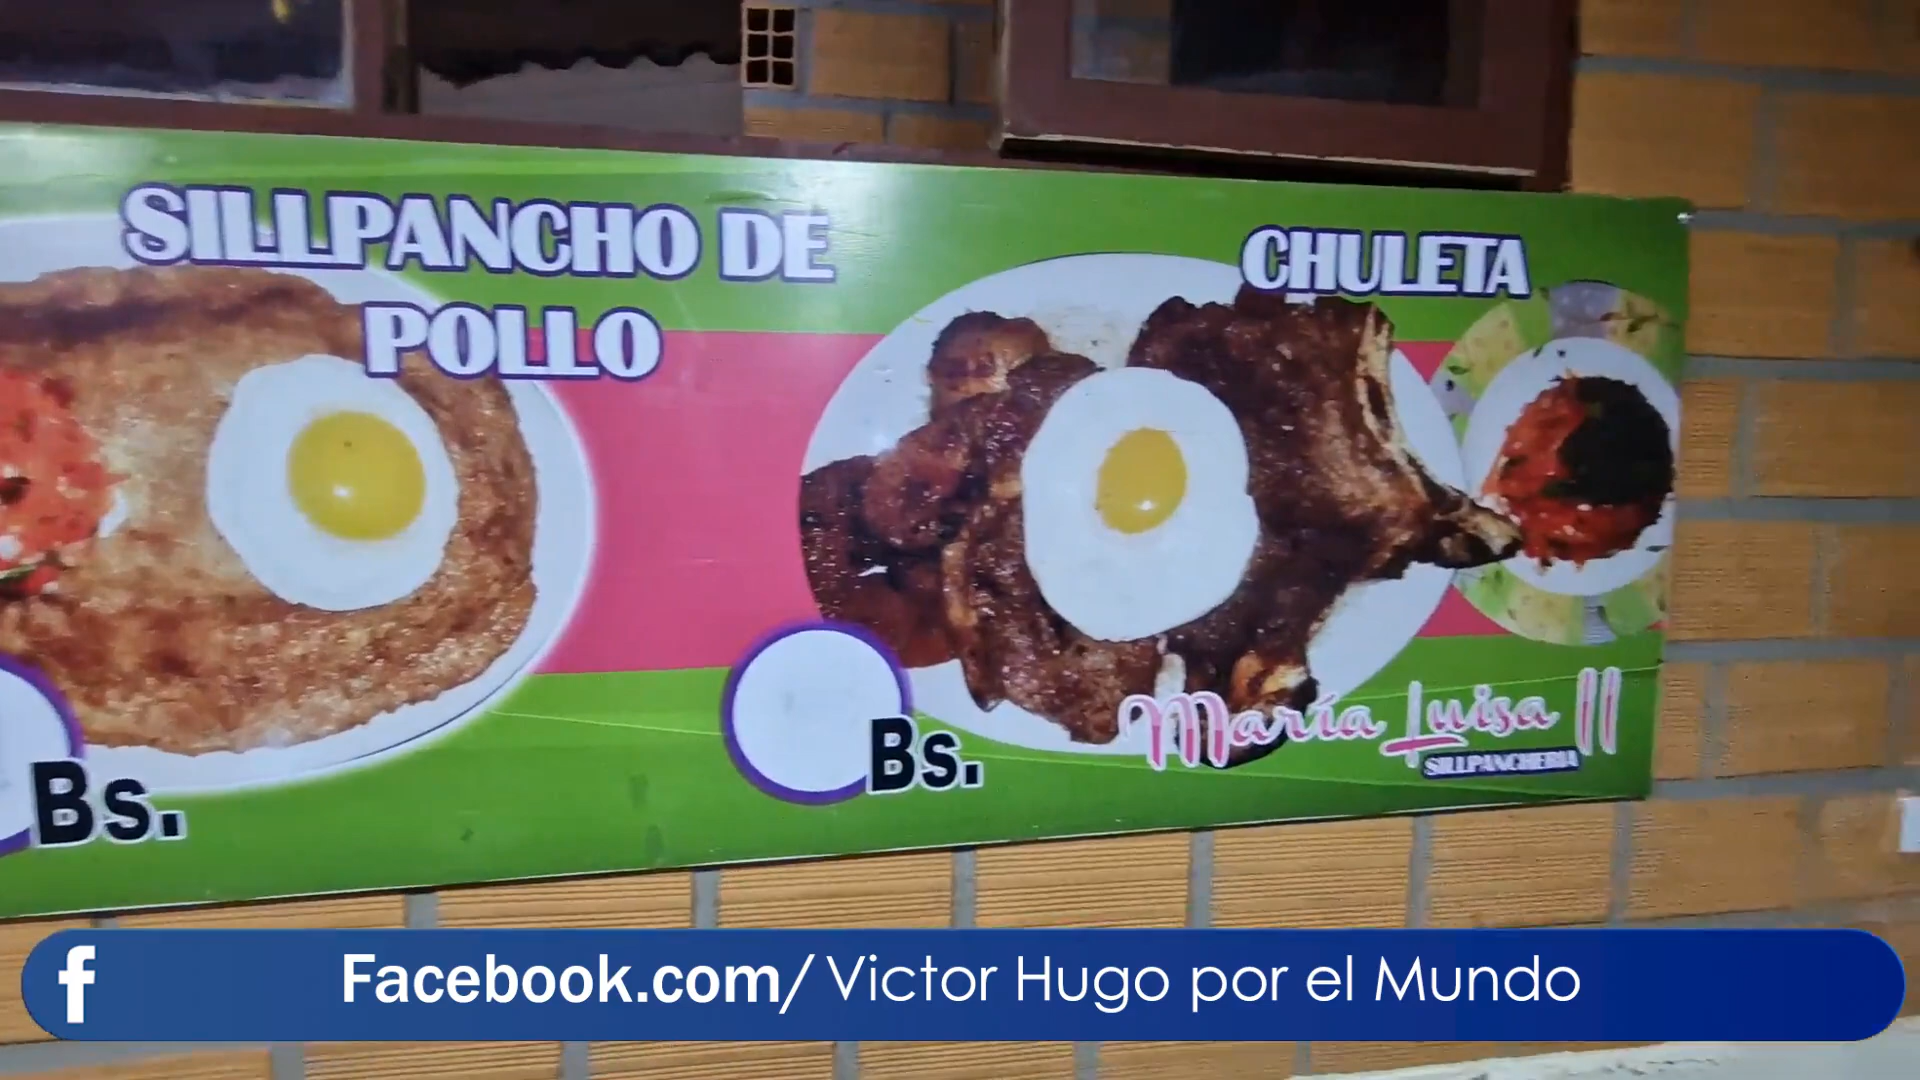 SILLPANCHO DE
POLLO
CHULETA
Bs.
Bs.
María Luisa II
SILLPANCHERIA
Facebook.com/Victor Hugo por el Mundo